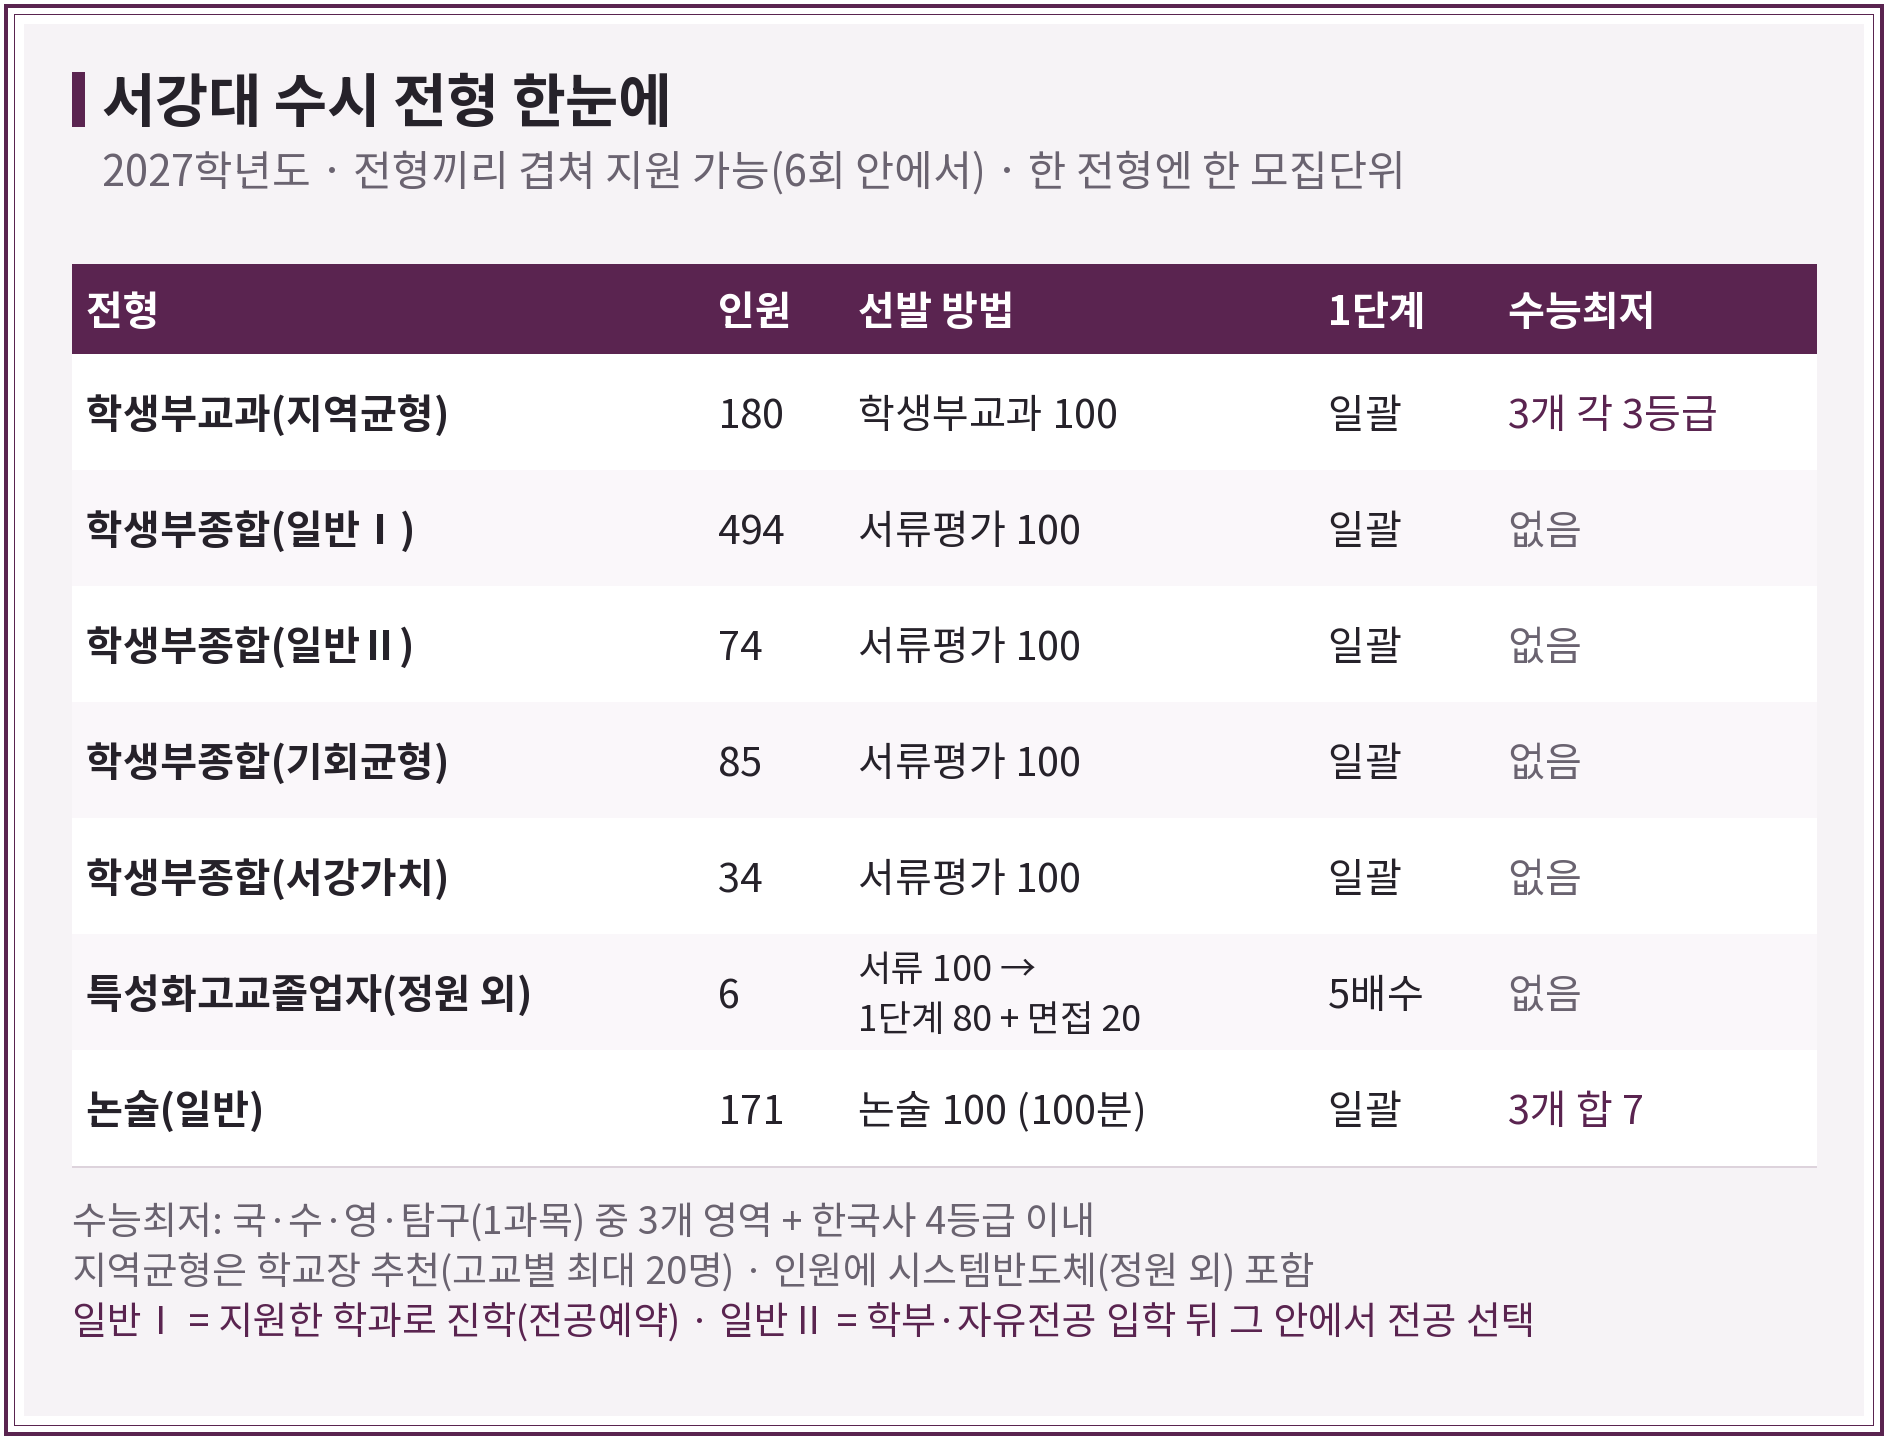 서강대 수시 전형 한눈에
2027학년도 · 전형끼리 겹쳐 지원 가능(6회 안에서) · 한 전형엔 한 모집단위
전형 인원 선발 방법 1단계 수능최저
학생부교과(지역균형) 180 학생부교과 100 일괄 3개 각 3등급
학생부종합(일반Ⅰ) 494 서류평가 100 일괄 없음
학생부종합(일반Ⅱ) 74 서류평가 100 일괄 없음
학생부종합(기회균형) 85 서류평가 100 일괄 없음
학생부종합(서강가치) 34 서류평가 100 일괄 없음
특성화고교졸업자(정원 외) 6 서류 100 → 1단계 80 + 면접 20 5배수 없음
논술(일반) 171 논술 100 (100분) 일괄 3개 합 7
수능최저: 국·수·영·탐구(1과목) 중 3개 영역 + 한국사 4등급 이내
지역균형은 학교장 추천(고교별 최대 20명) · 인원에 시스템반도체(정원 외) 포함
일반Ⅰ = 지원한 학과로 진학(전공예약) · 일반Ⅱ = 학부·자유전공 입학 뒤 그 안에서 전공 선택